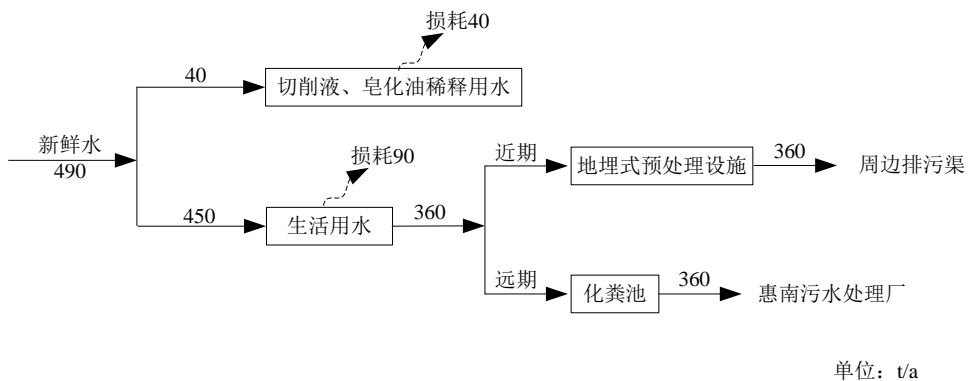 损耗40
40
切削液、皂化油稀释用水
新鲜水
490
损耗90
近期
地埋式预处理设施
360
周边排污渠
450
生活用水
360
远期
化粪池
360
惠南污水处理厂
单位：t/a